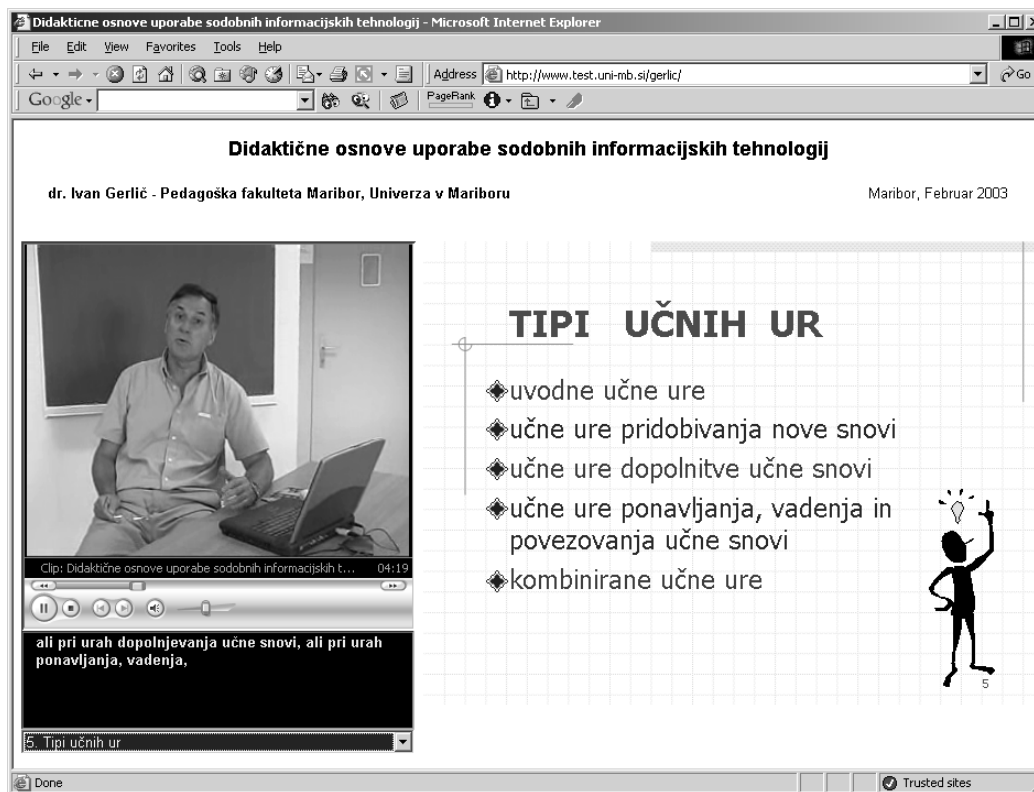 Didakticne osnove uporabe sodobnih informacijskih tehnologij - Microsoft Internet Explorer
File Edit View Favorites Tools Help
Address http://www.test.uni-mb.si/gerlic/ Go
Google PageRank
Didaktične osnove uporabe sodobnih informacijskih tehnologij
dr. Ivan Gerlič - Pedagoška fakulteta Maribor, Univerza v Mariboru
Maribor, Februar 2003
TIPI UČNIH UR
uvodne učne ure
učne ure pridobivanja nove snovi
učne ure dopolnitve učne snovi
učne ure ponavljanja, vadenja in
povezovanja učne snovi
kombinirane učne ure
5
Clip: Didaktične osnove uporabe sodobnih informacijskih t... 04:19
ali pri urah dopolnjevanja učne snovi, ali pri urah
ponavljanja, vadenja,
5. Tipi učnih ur
Done
Trusted sites